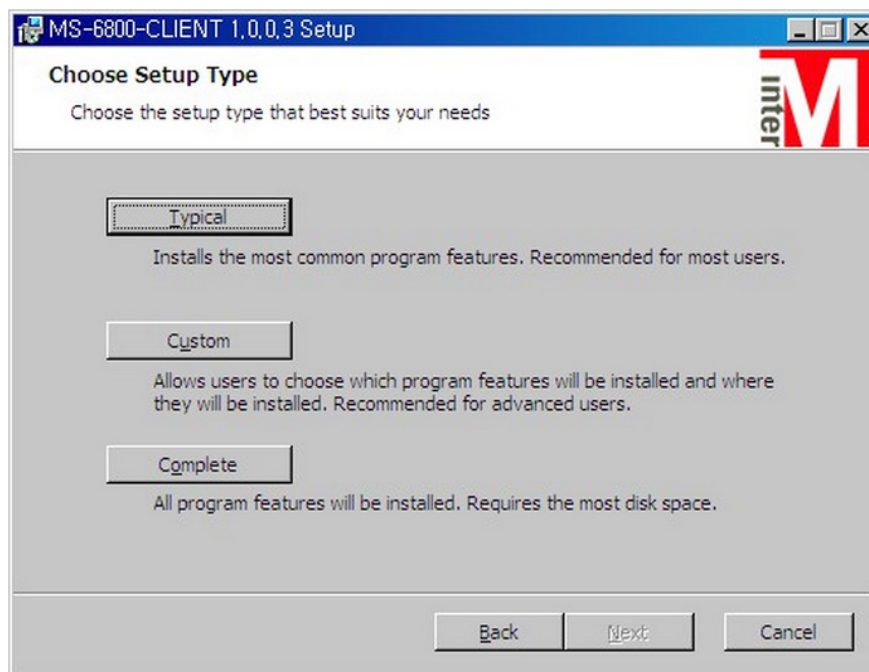 MS-6800-CLIENT 1,0,0,3 Setup
Choose Setup Type
Choose the setup type that best suits your needs
inter M
Typical
Installs the most common program features. Recommended for most users.
Custom
Allows users to choose which program features will be installed and where
they will be installed. Recommended for advanced users.
Complete
All program features will be installed. Requires the most disk space.
Back
Next
Cancel